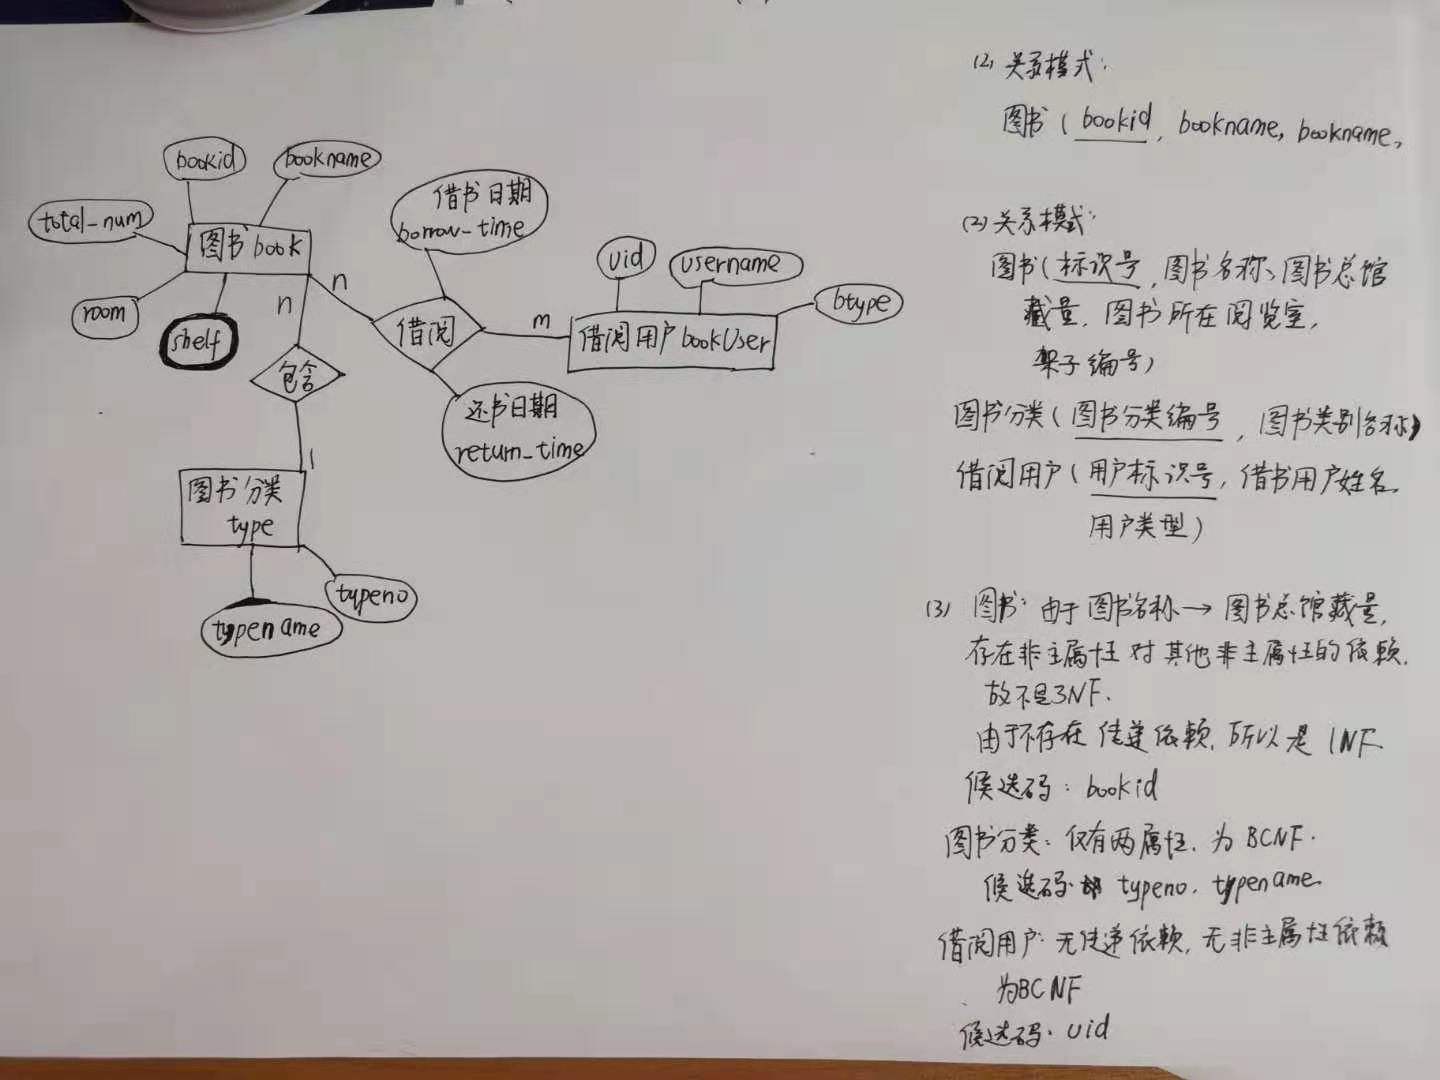 bookid
bookname
total_num
图书 book
room
shelf
n
n
借书日期
borrow-time
借阅
还书日期
return_time
m
uid
username
btype
借阅用户 bookUser
包含
1
图书分类
type
typeno
typename
(2) 关系模式:
图书 ( bookid, bookname, bookname,
(2) 关系模式:
图书(标识号,图书名称、图书总馆
藏量,图书所在阅览室,
架子编号)
图书分类(图书分类编号,图书类别名称)
借阅用户(用户标识号,借书用户姓名,
用户类型)
(3) 图书: 由于图书名称→图书总馆藏量,
存在非主属性对其他非主属性的依赖,
故不是3NF.
由于不存在传递依赖,所以是1NF.
候选码: bookid
图书分类: 仅有两属性,为BCNF.
候选码: typeno, typename
借阅用户: 无传递依赖,无非主属性依赖
为BCNF
候选码: uid